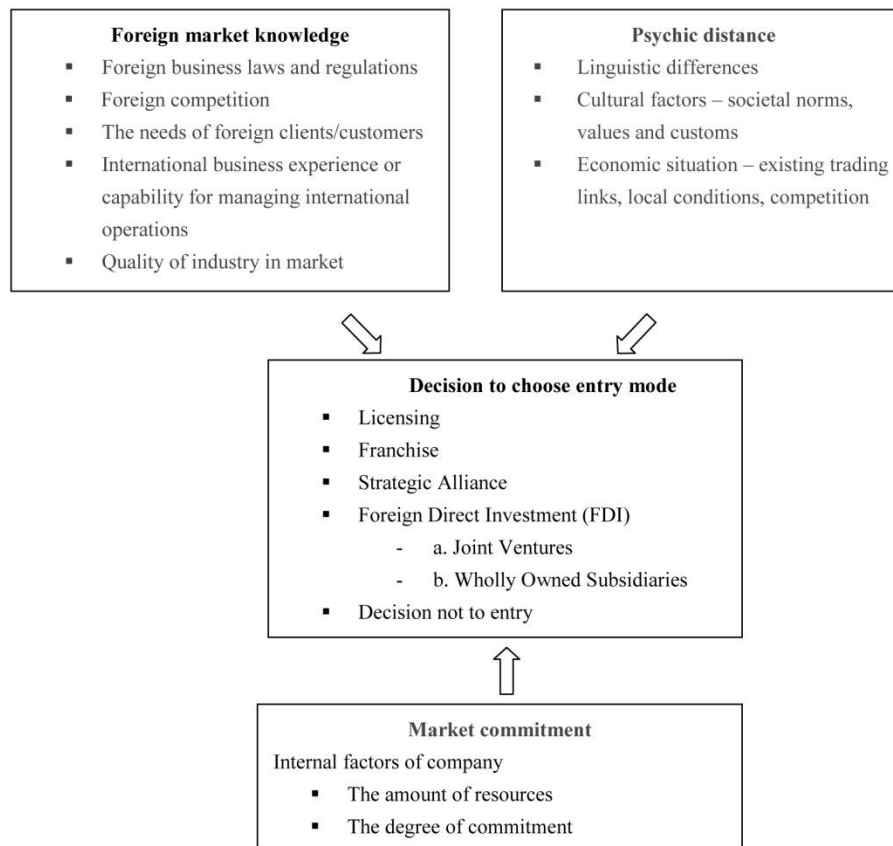 Foreign market knowledge
▪ Foreign business laws and regulations
▪ Foreign competition
▪ The needs of foreign clients/customers
▪ International business experience or
capability for managing international
operations
▪ Quality of industry in market
Psychic distance
▪ Linguistic differences
▪ Cultural factors – societal norms,
values and customs
▪ Economic situation – existing trading
links, local conditions, competition
Decision to choose entry mode
▪ Licensing
▪ Franchise
▪ Strategic Alliance
▪ Foreign Direct Investment (FDI)
- a. Joint Ventures
- b. Wholly Owned Subsidiaries
▪ Decision not to entry
Market commitment
Internal factors of company
▪ The amount of resources
▪ The degree of commitment